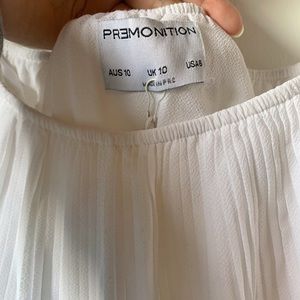 PREMONITION
AUS 10 UK 10 USA 6
MADE IN P.R.C